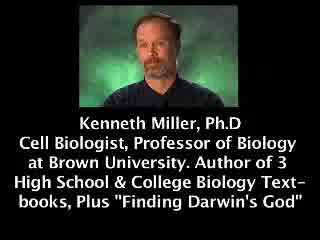 Kenneth Miller, Ph.D
Cell Biologist, Professor of Biology
at Brown University. Author of 3
High School & College Biology Text-
books, Plus "Finding Darwin's God"